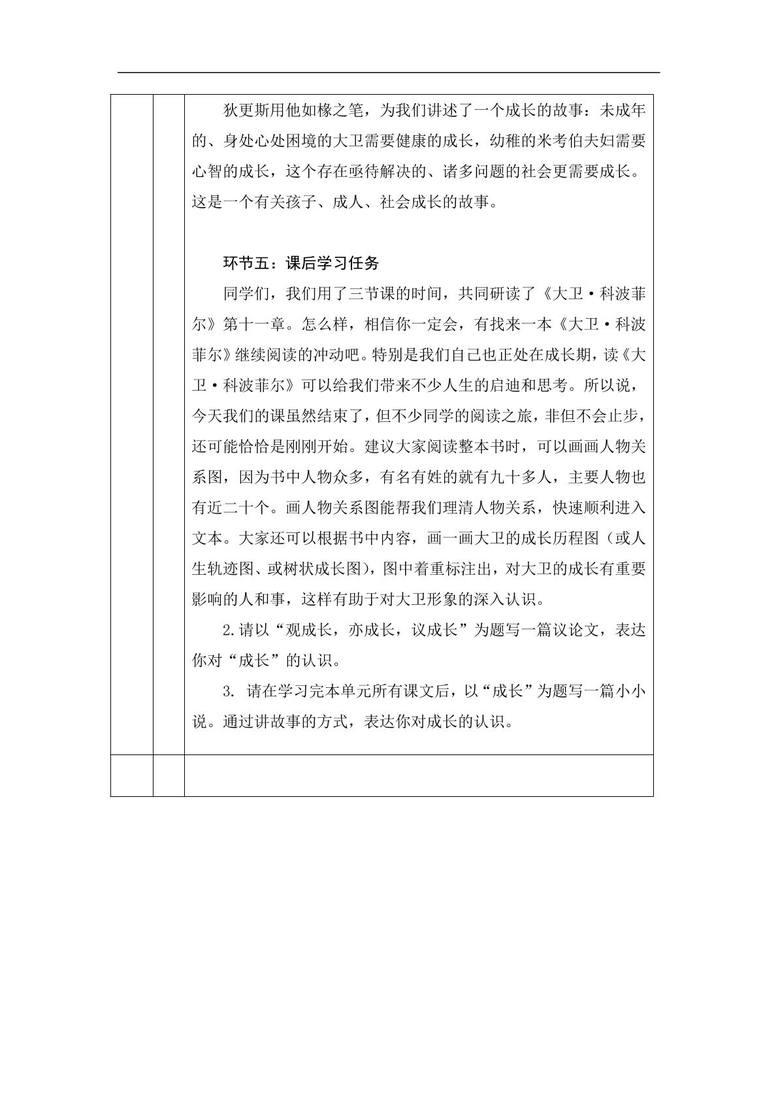 狄更斯用他如椽之笔，为我们讲述了一个成长的故事：未成年
的、身处心处困境的大卫需要健康的成长，幼稚的米考伯夫妇需要
心智的成长，这个存在亟待解决的、诸多问题的社会更需要成长。
这是一个有关孩子、成人、社会成长的故事。
环节五：课后学习任务
同学们，我们用了三节课的时间，共同研读了《大卫·科波菲
尔》第十一章。怎么样，相信你一定会，有找来一本《大卫·科波
菲尔》继续阅读的冲动吧。特别是我们自己也正处在成长期，读《大
卫·科波菲尔》可以给我们带来不少人生的启迪和思考。所以说，
今天我们的课虽然结束了，但不少同学的阅读之旅，非但不会止步，
还可能恰恰是刚刚开始。建议大家阅读整本书时，可以画画人物关
系图，因为书中人物众多，有名有姓的就有九十多人，主要人物也
有近二十个。画人物关系图能帮我们理清人物关系，快速顺利进入
文本。大家还可以根据书中内容，画一画大卫的成长历程图（或人
生轨迹图、或树状成长图），图中着重标注出，对大卫的成长有重要
影响的人和事，这样有助于对大卫形象的深入认识。
2.请以“观成长，亦成长，议成长”为题写一篇议论文，表达
你对“成长”的认识。
3. 请在学习完本单元所有课文后，以“成长”为题写一篇小小
说。通过讲故事的方式，表达你对成长的认识。